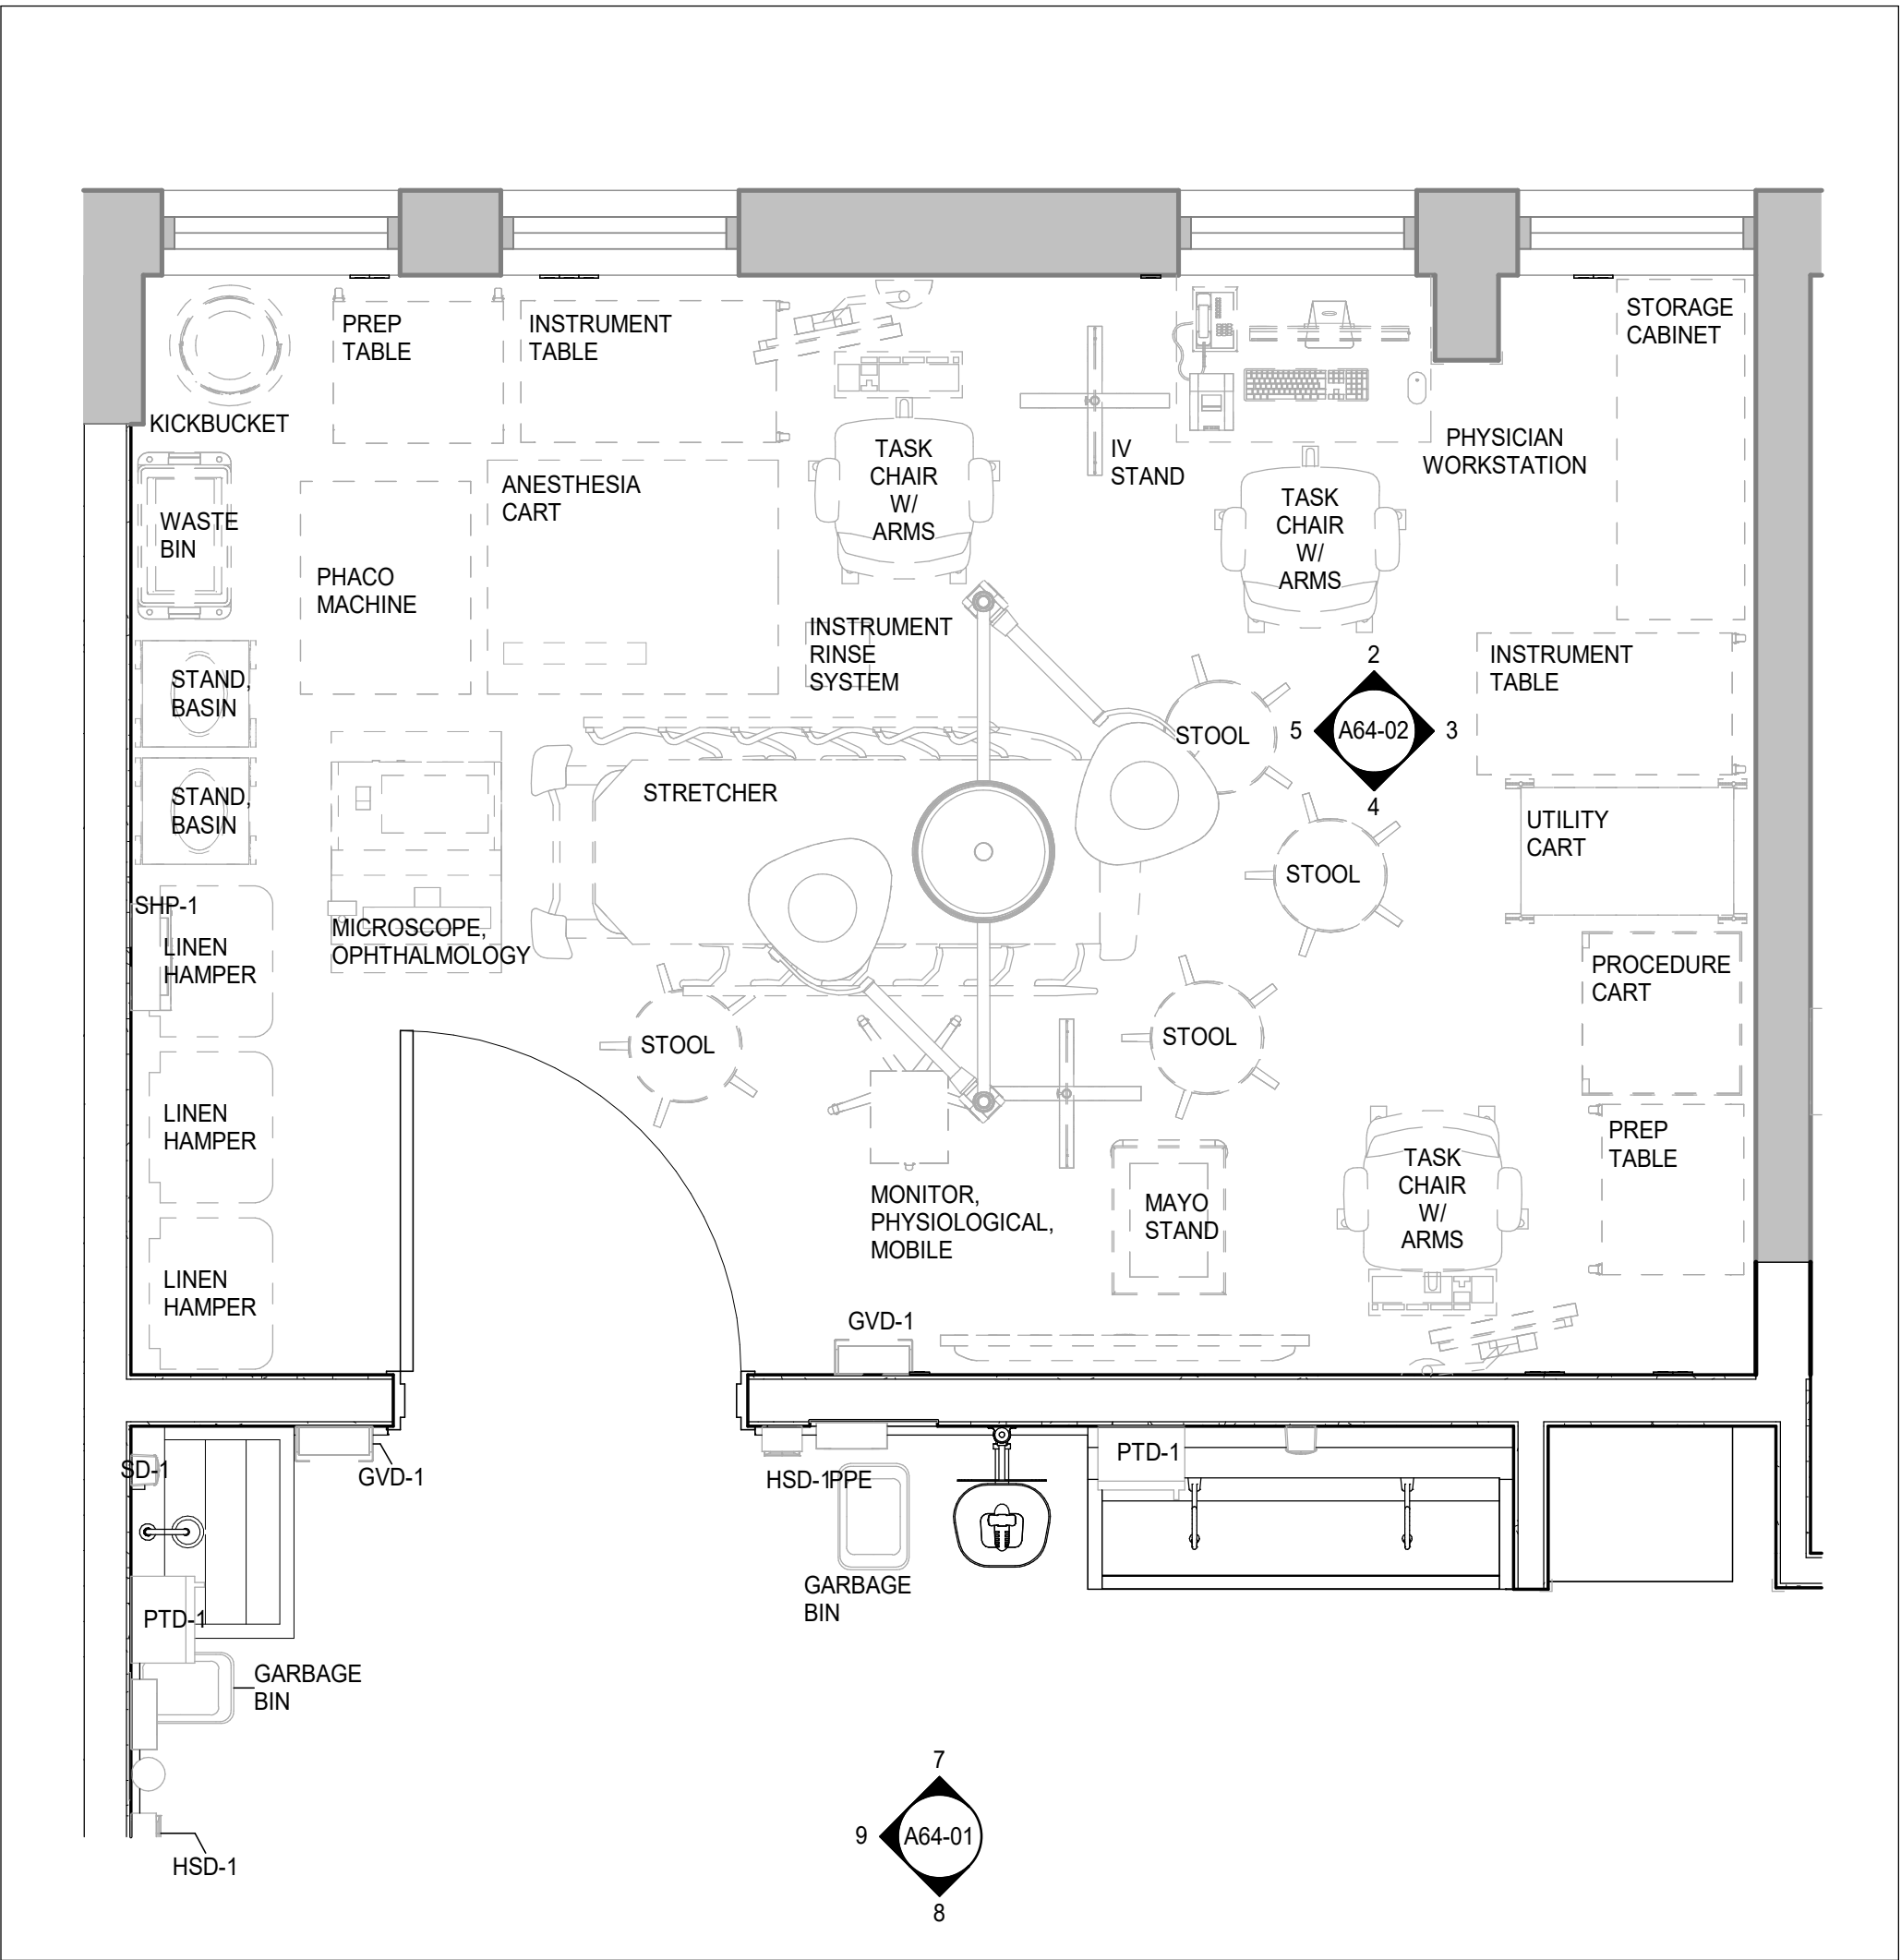 PREP
TABLE
INSTRUMENT
TABLE
STORAGE
CABINET
KICKBUCKET
TASK
CHAIR
W/
ARMS
IV
STAND
PHYSICIAN
WORKSTATION
ANESTHESIA
CART
WASTE
BIN
TASK
CHAIR
W/
ARMS
PHACO
MACHINE
INSTRUMENT
RINSE
SYSTEM
STAND,
BASIN
INSTRUMENT
TABLE
2
5
A64-02
3
4
STOOL
STAND,
BASIN
STRETCHER
UTILITY
CART
STOOL
SHP-1
LINEN
HAMPER
MICROSCOPE,
OPHTHALMOLOGY
PROCEDURE
CART
STOOL
STOOL
LINEN
HAMPER
PREP
TABLE
TASK
CHAIR
W/
ARMS
MONITOR,
PHYSIOLOGICAL,
MOBILE
MAYO
STAND
LINEN
HAMPER
GVD-1
SD-1
GVD-1
HSD-1
PPE
PTD-1
GARBAGE
BIN
PTD-1
GARBAGE
BIN
7
9
A64-01
8
HSD-1